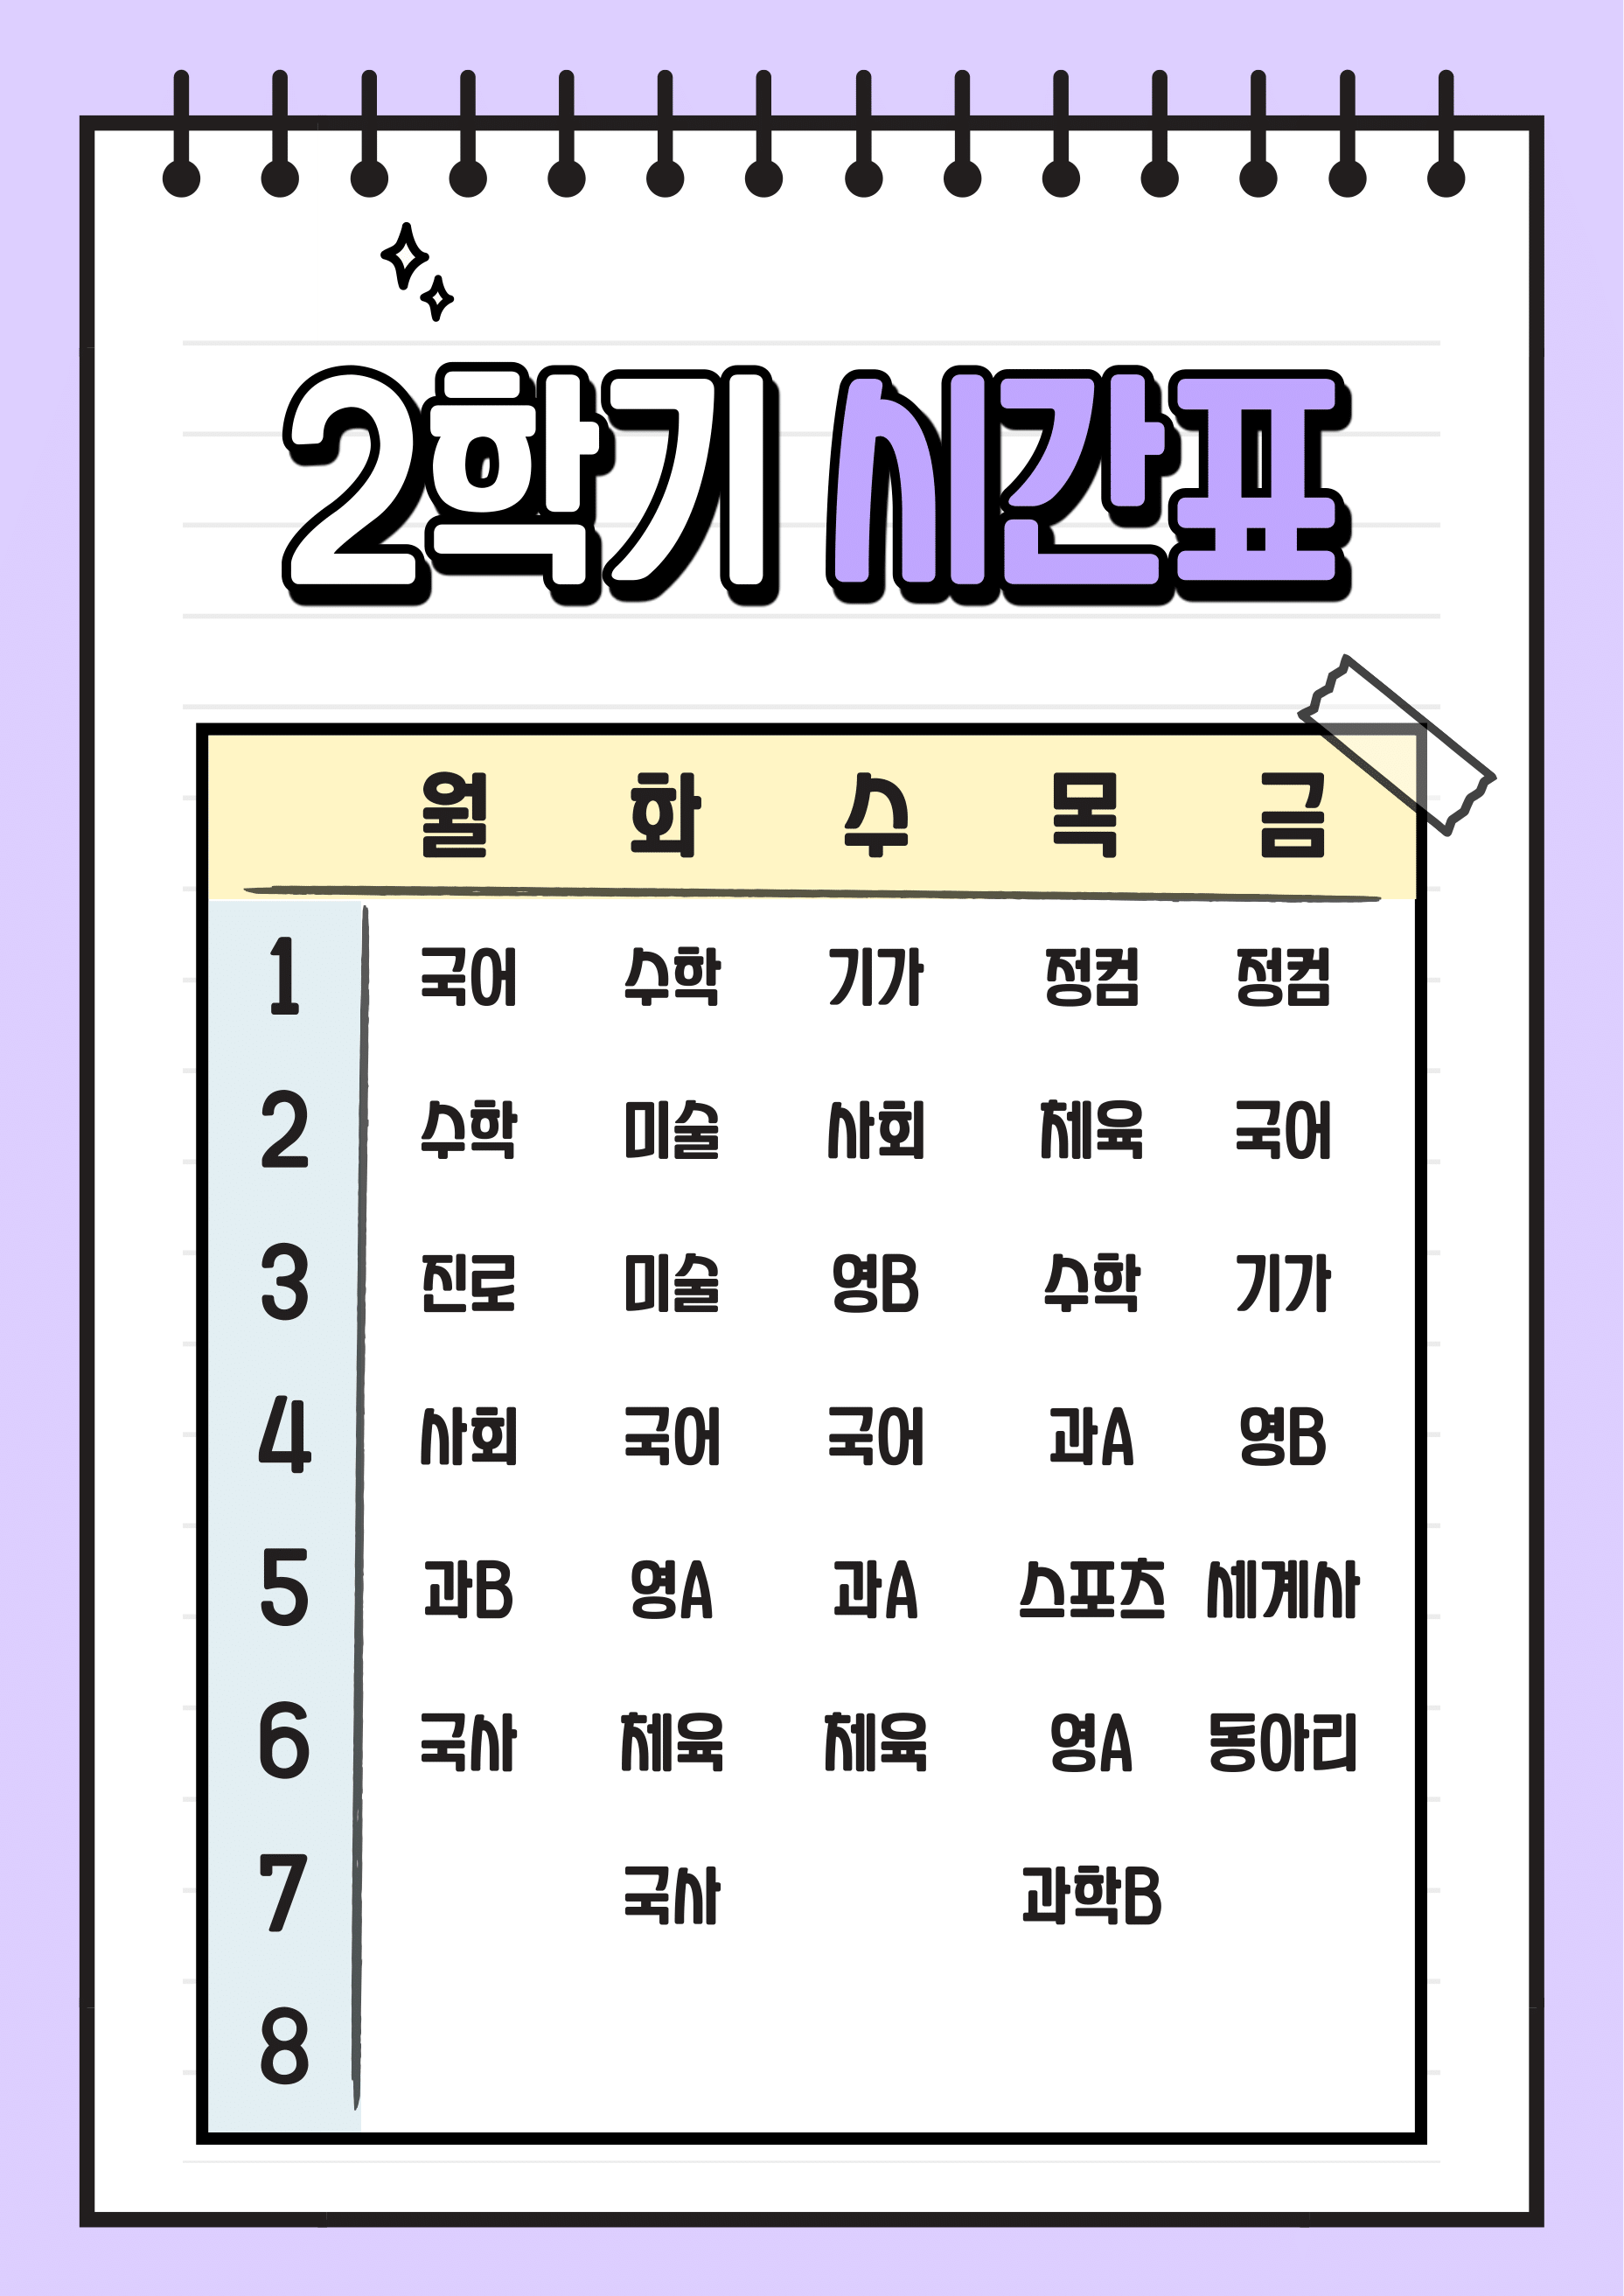 2학기 시간표
월 화 수 목 금
1 국어 수학 기가 정컴 정컴
2 수학 미술 사회 체육 국어
3 진로 미술 영B 수학 기가
4 사회 국어 국어 과A 영B
5 과B 영A 과A 스포츠 세계사
6 국사 체육 체육 영A 동아리
7 국사 과학B
8